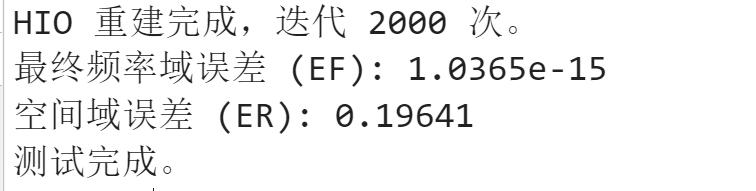 HIO 重建完成，迭代 2000 次。
最终频率域误差 (EF): 1.0365e-15
空间域误差 (ER): 0.19641
测试完成。